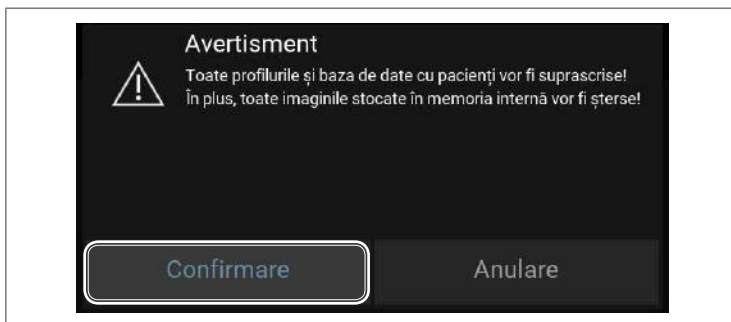 Avertisment
Toate profilurile și baza de date cu pacienți vor fi suprascrise!
În plus, toate imaginile stocate în memoria internă vor fi șterse!
Confirmare
Anulare